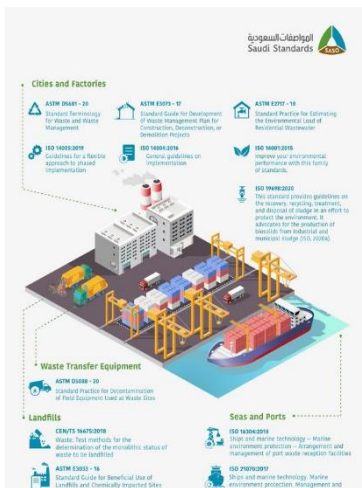 المواصفات السعودية
Saudi Standards
SASO
Cities and Factories
ASTM D5681 - 20
Standard Terminology
for Waste and Waste
Management
ASTM E5073 - 17
Standard Guide for Development
of Waste Management Plan for
Construction, Deconstruction, or
Demolition Projects
ASTM E2717 - 18
Standard Practice for Estimating
the Environmental Load of
Residential Wastewater
ISO 14005:2019
Guidelines for a flexible
approach to phased
implementation
ISO 14004:2016
General guidelines on
implementation
ISO 14001:2015
Improve your environmental
performance with this family
of standards.
ISO 19698:2020
This standard provides guidelines on
the recovery, recycling, treatment,
and disposal of sludge in an effort to
protect the environment. It
advocates for the production of
biosolids from industrial and
municipal sludge (ISO, 2020a)
Waste Transfer Equipment
ASTM D5088 - 20
Standard Practice for Decontamination
of Field Equipment Used at Waste Sites
Landfills
CEN/TS 16675:2018
Waste. Test methods for the
determination of the monolithic status of
waste to be landfilled
ASTM E3033 - 16
Standard Guide for Beneficial Use of
Landfills and Chemically Impacted Sites
Seas and Ports
ISO 16304:2018
Ships and marine technology — Marine
environment protection — Arrangement and
management of port waste reception facilities
ISO 21070:2017
Ships and marine technology. Marine
environment protection. Management and